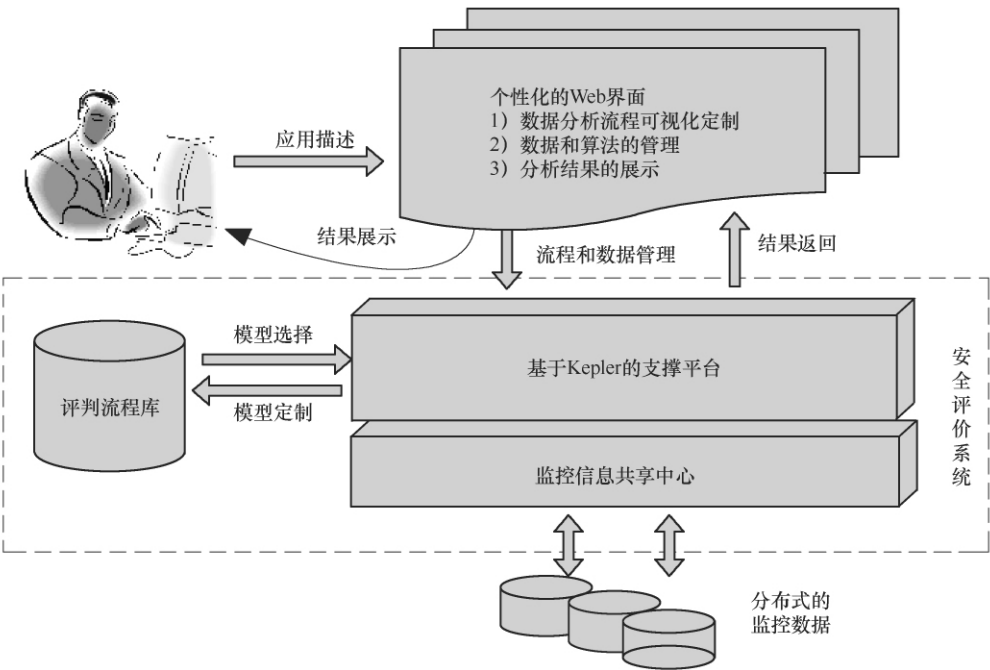 个性化的Web界面
1）数据分析流程可视化定制
2）数据和算法的管理
3）分析结果的展示
应用描述
结果展示
流程和数据管理
结果返回
模型选择
模型定制
评判流程库
基于Kepler的支撑平台
监控信息共享中心
安全评价系统
分布式的
监控数据